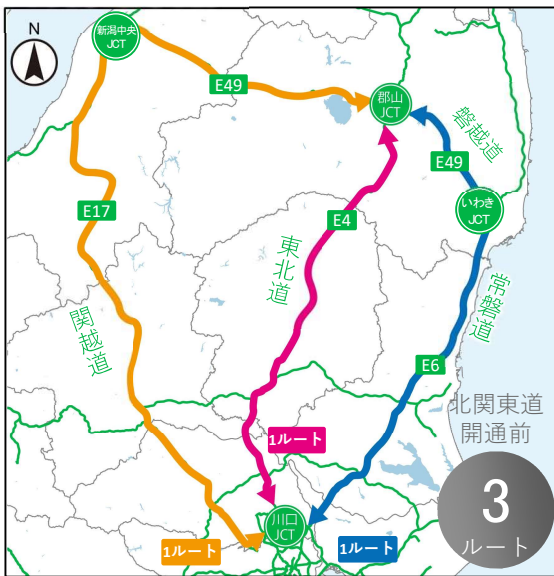 N
新潟中央
JCT
E49
郡山
JCT
磐越道
E49
いわき
JCT
E17
E4
東北道
常磐道
関越道
E6
北関東道
開通前
1ルート
川口
JCT
1ルート
1ルート
3
ルート